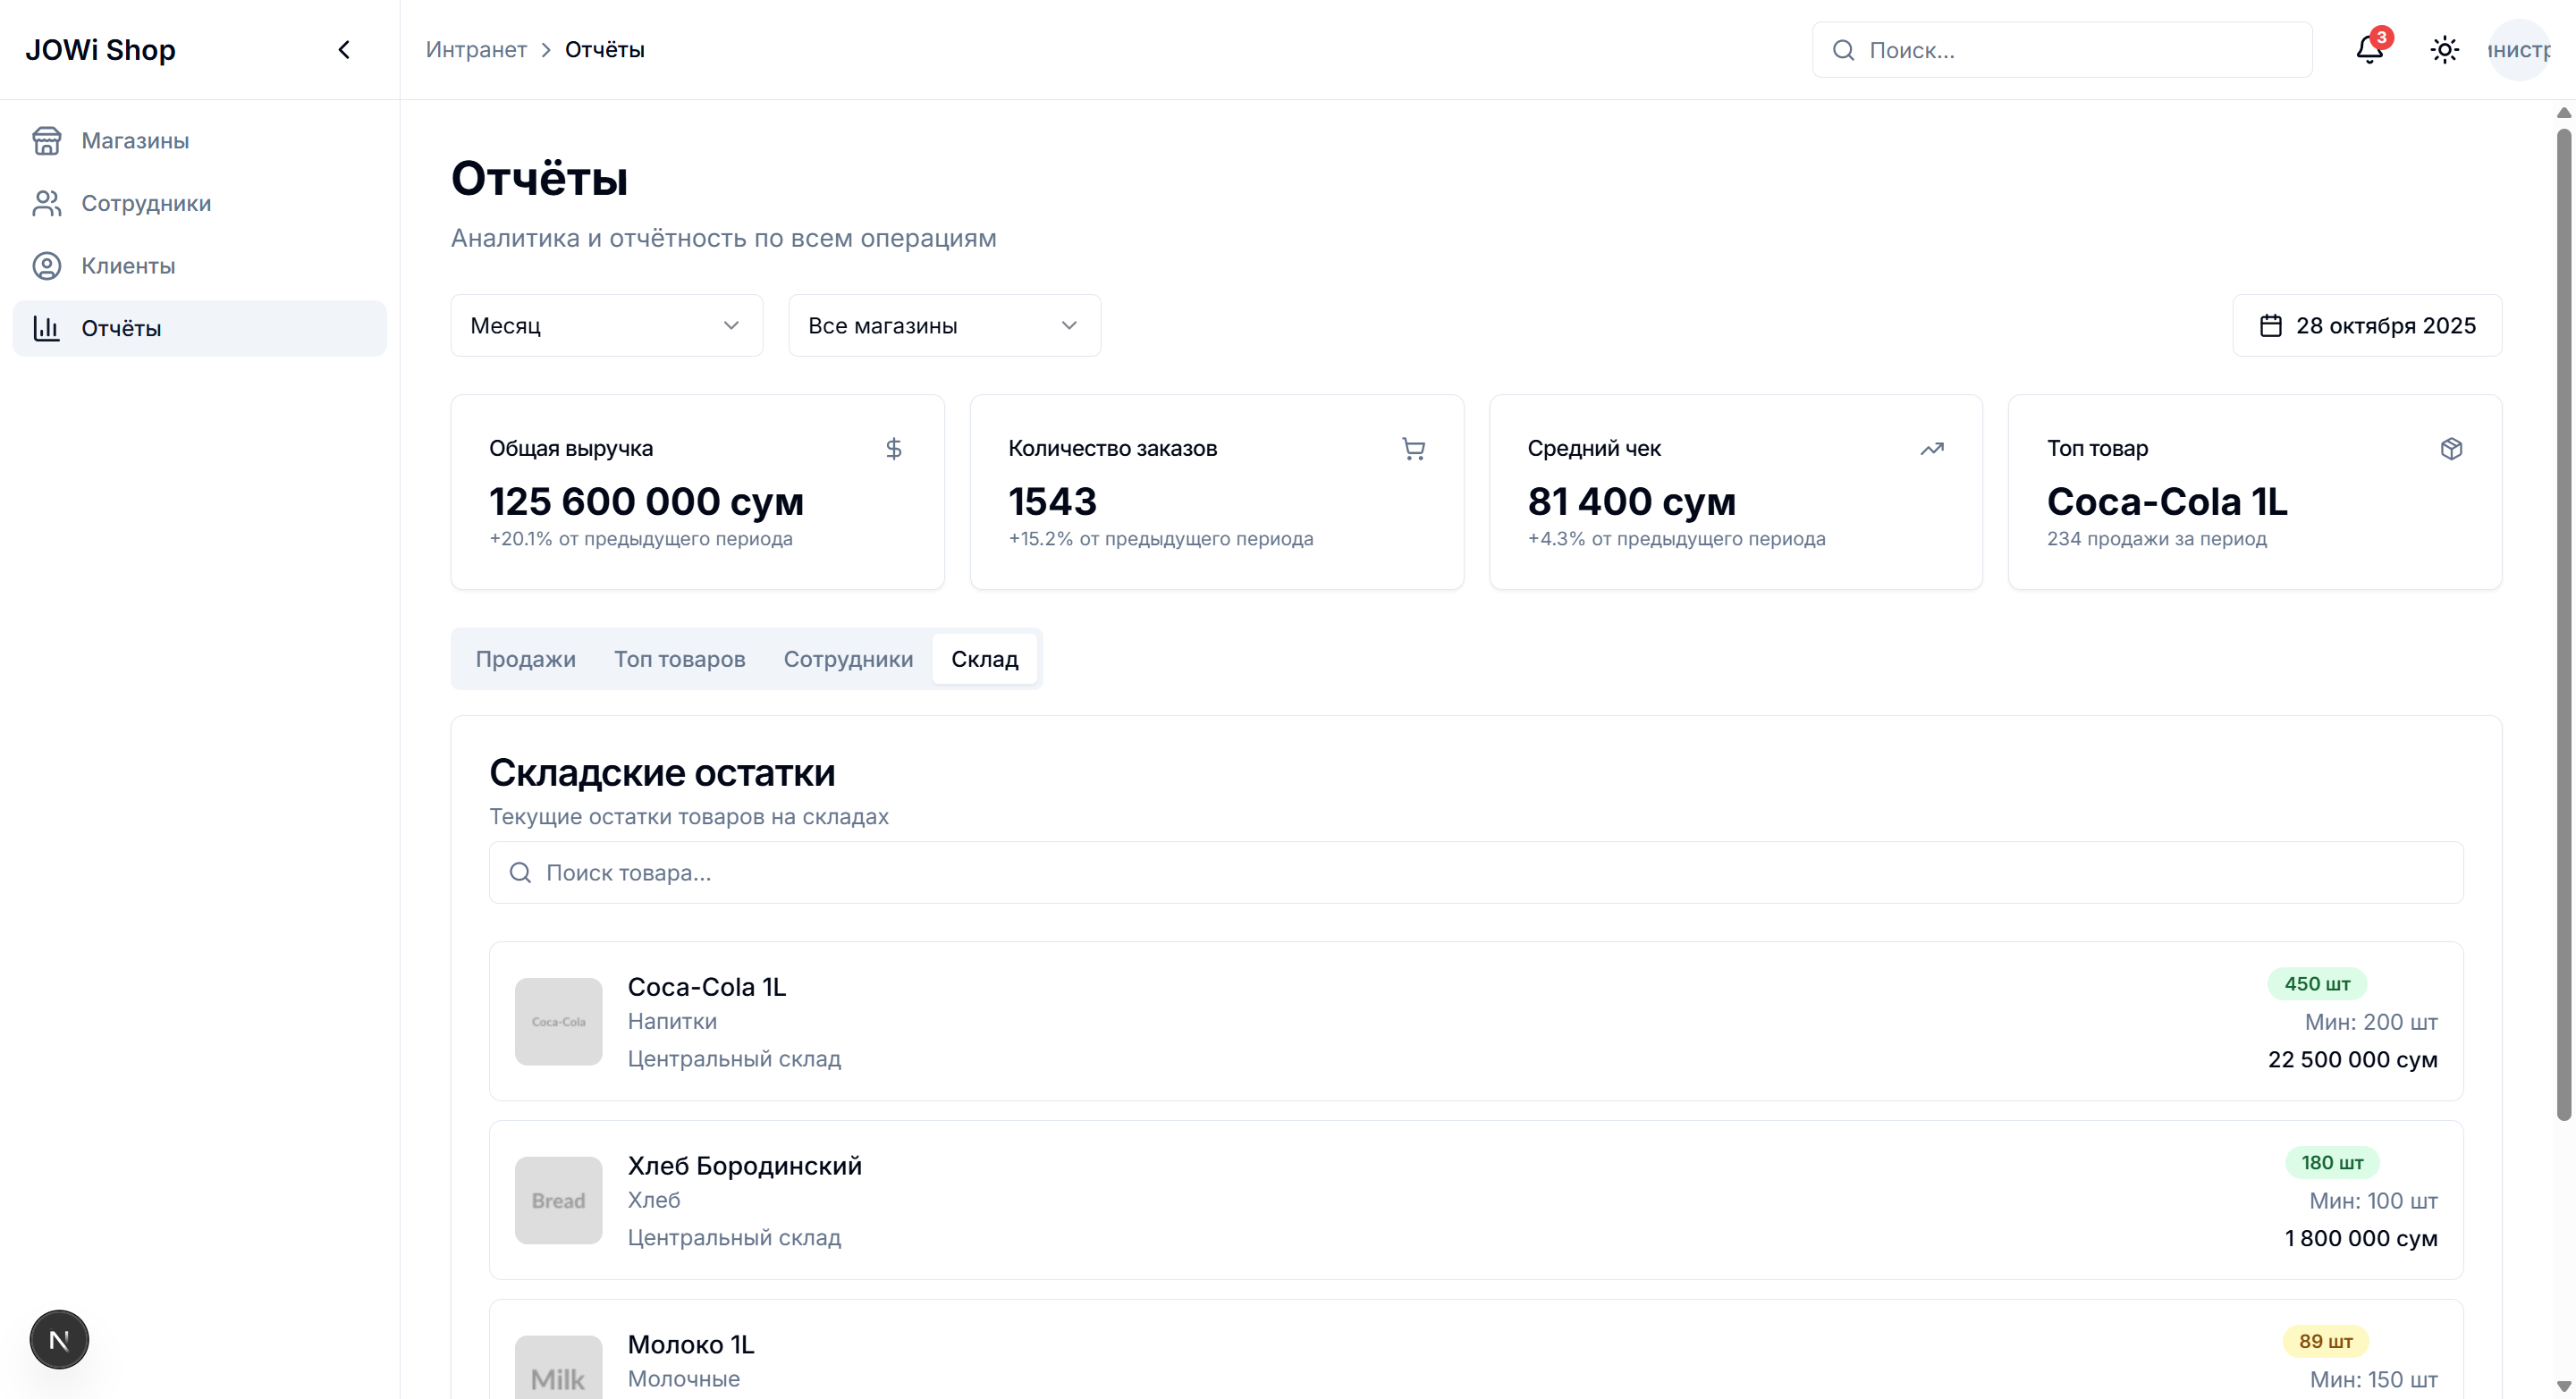 JOWi Shop
Интранет > Отчёты
Поиск...
3
инистр
Магазины
Сотрудники
Клиенты
Отчёты
Отчёты
Аналитика и отчётность по всем операциям
Месяц
Все магазины
28 октября 2025
Общая выручка
125 600 000 сум
+20.1% от предыдущего периода
Количество заказов
1543
+15.2% от предыдущего периода
Средний чек
81 400 сум
+4.3% от предыдущего периода
Топ товар
Coca-Cola 1L
234 продажи за период
Продажи Топ товаров Сотрудники Склад
Складские остатки
Текущие остатки товаров на складах
Поиск товара...
Coca-Cola
Coca-Cola 1L
Напитки
Центральный склад
450 шт
Мин: 200 шт
22 500 000 сум
Bread
Хлеб Бородинский
Хлеб
Центральный склад
180 шт
Мин: 100 шт
1 800 000 сум
Milk
Молоко 1L
Молочные
89 шт
Мин: 150 шт
N